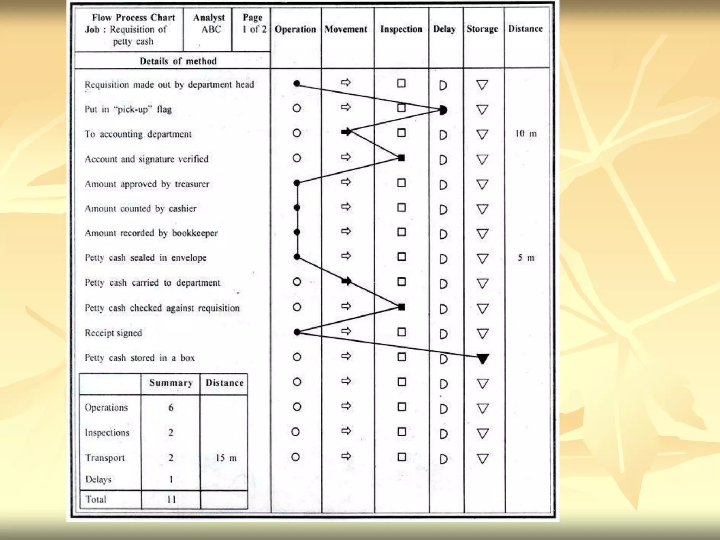 Flow Process Chart Analyst Page
Job : Requisition of ABC 1 of 2 Operation Movement Inspection Delay Storage Distance
petty cash
Details of method
Requisition made out by department head
Put in "pick-up" flag
To accounting department 10 m
Account and signature verified
Amount approved by treasurer
Amount counted by cashier
Amount recorded by bookkeeper
Petty cash sealed in envelope 5 m
Petty cash carried to department
Petty cash checked against requisition
Receipt signed
Petty cash stored in a box
Summary Distance
Operations 6
Inspections 2
Transport 2 15 m
Delays 1
Total 11